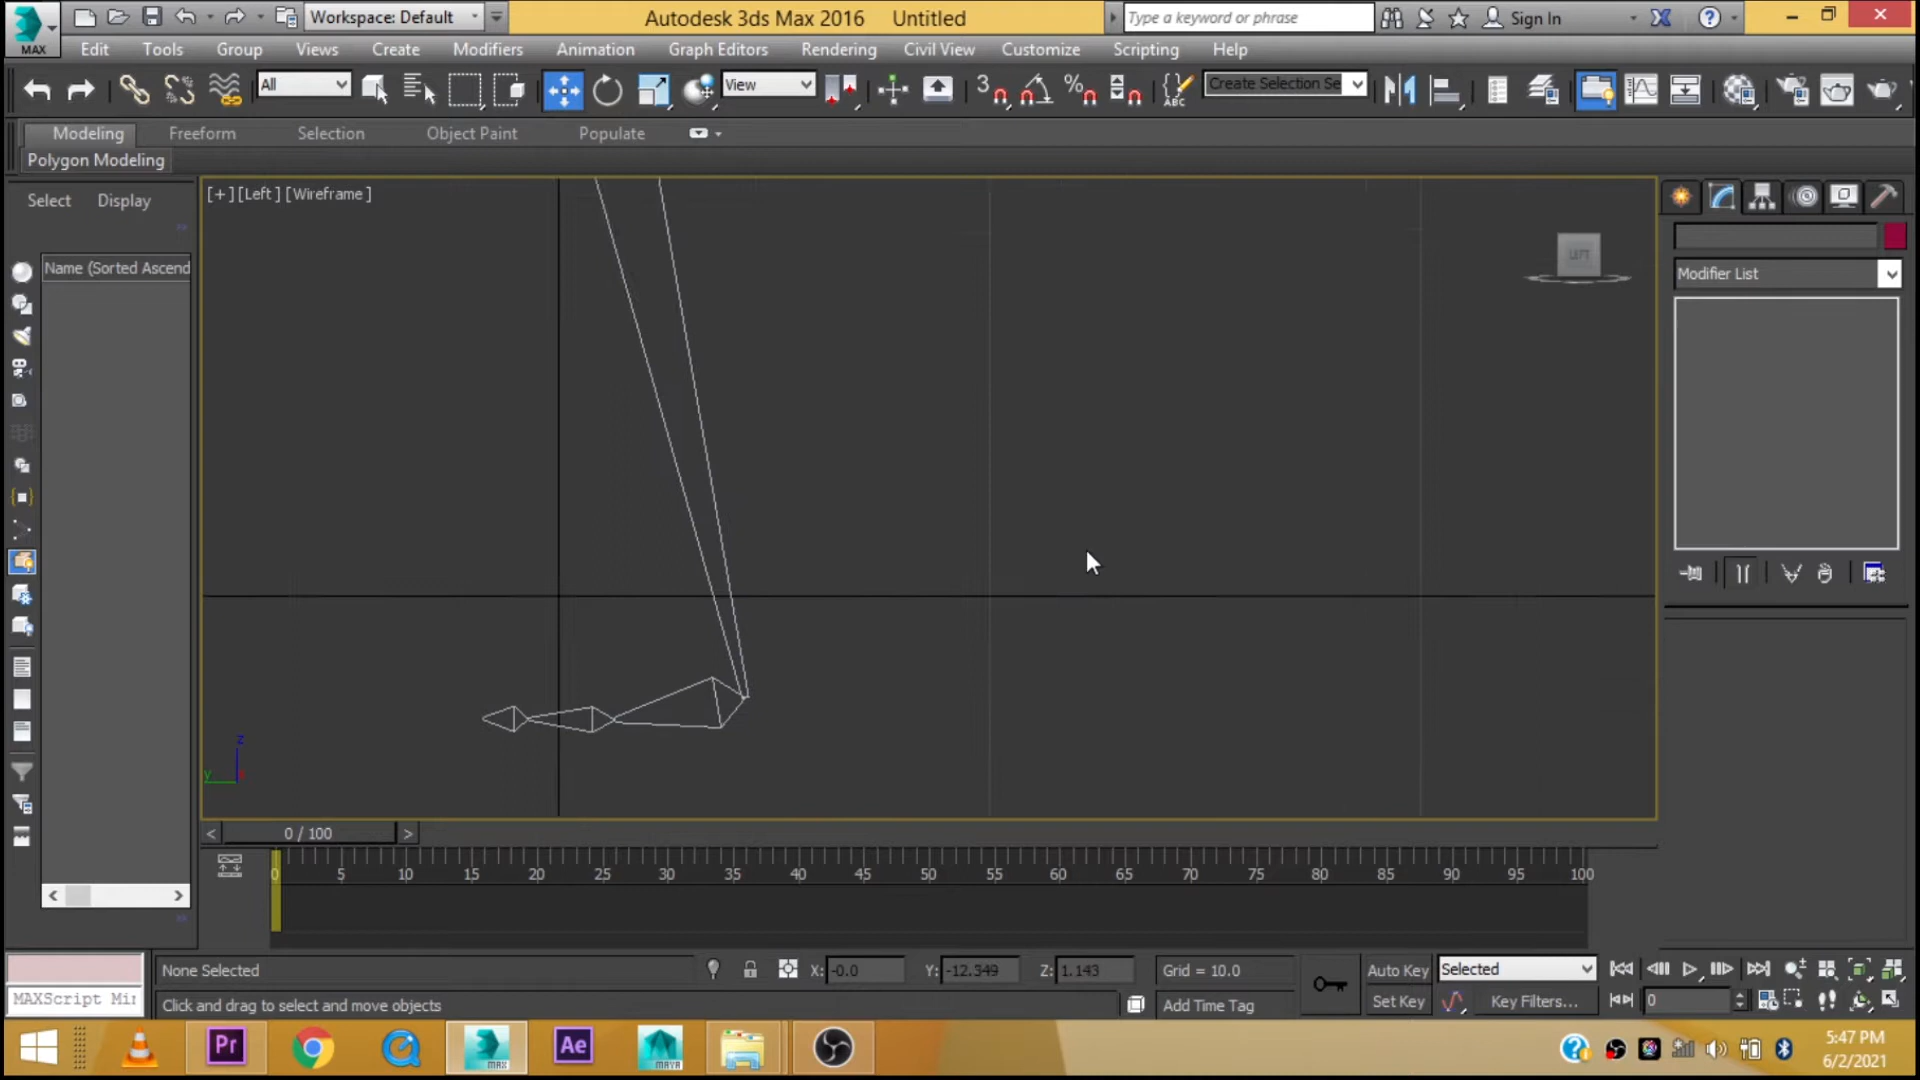 MAX
Workspace: Default
Autodesk 3ds Max 2016 Untitled
Type a keyword or phrase
Sign In
Edit Tools Group Views Create Modifiers Animation Graph Editors Rendering Civil View Customize Scripting Help
All
View
3
%
ABC
Create Selection Se
Modeling Freeform Selection Object Paint Populate
Polygon Modeling
Select Display
Name (Sorted Ascend
[+] [Left] [Wireframe]
LEFT
Modifier List
z
y
< 0 / 100 >
0 5 10 15 20 25 30 35 40 45 50 55 60 65 70 75 80 85 90 95 100
None Selected
X: -0.0 Y: -12.349 Z: 1.143
Grid = 10.0
Auto Key
Selected
MAXScript Mi
Click and drag to select and move objects
Add Time Tag
Set Key
Key Filters...
0
Pr
MAX
Ae
MAYA
5:47 PM
6/2/2021